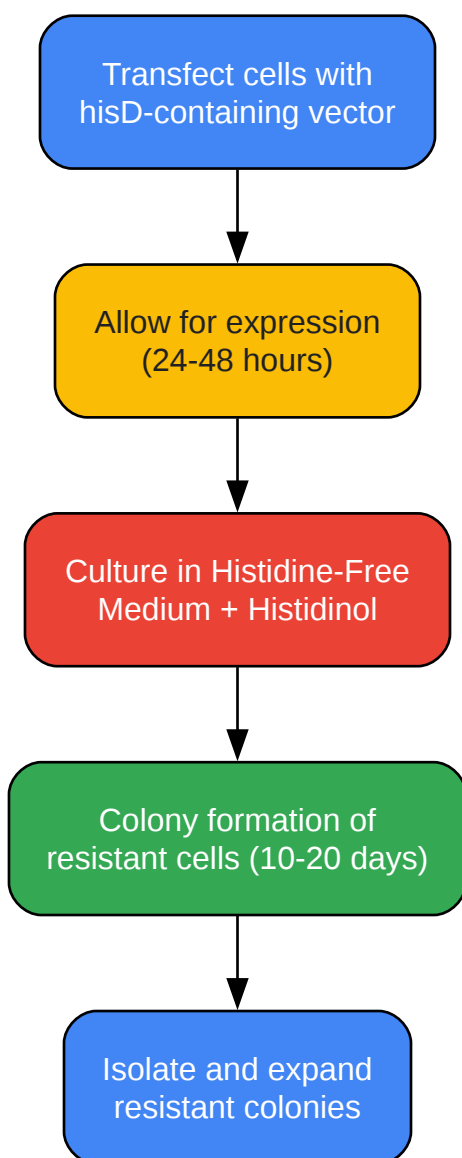 Transfect cells with
hisD-containing vector
Allow for expression
(24-48 hours)
Culture in Histidine-Free
Medium + Histidinol
Colony formation of
resistant cells (10-20 days)
Isolate and expand
resistant colonies